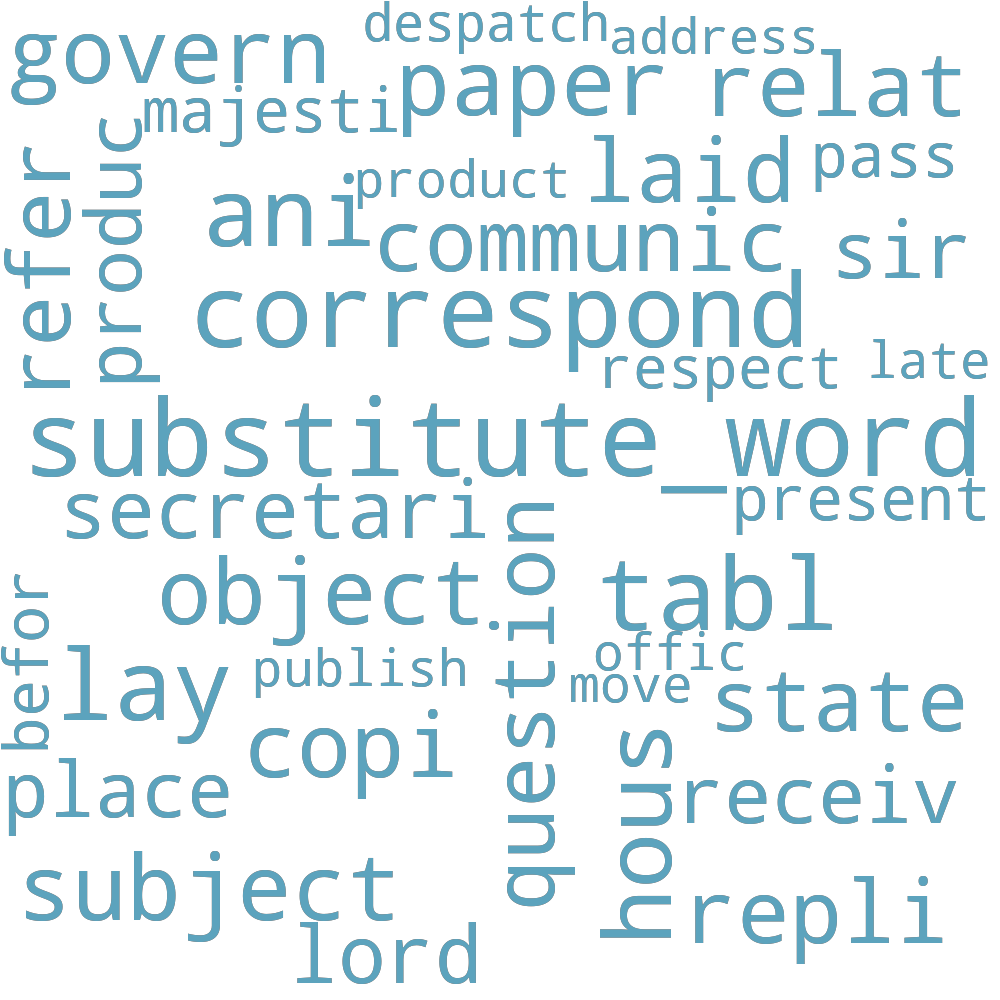 despatch
address
govern
paper relat
majesti
produc
laid
pass
refer
product
ani
communic
sir
correspond
respect
late
substitute_word
secretari
present
question
object
tabl
befor
offic
lay
publish
move
state
copi
hous
place
receiv
subject
repli
lord